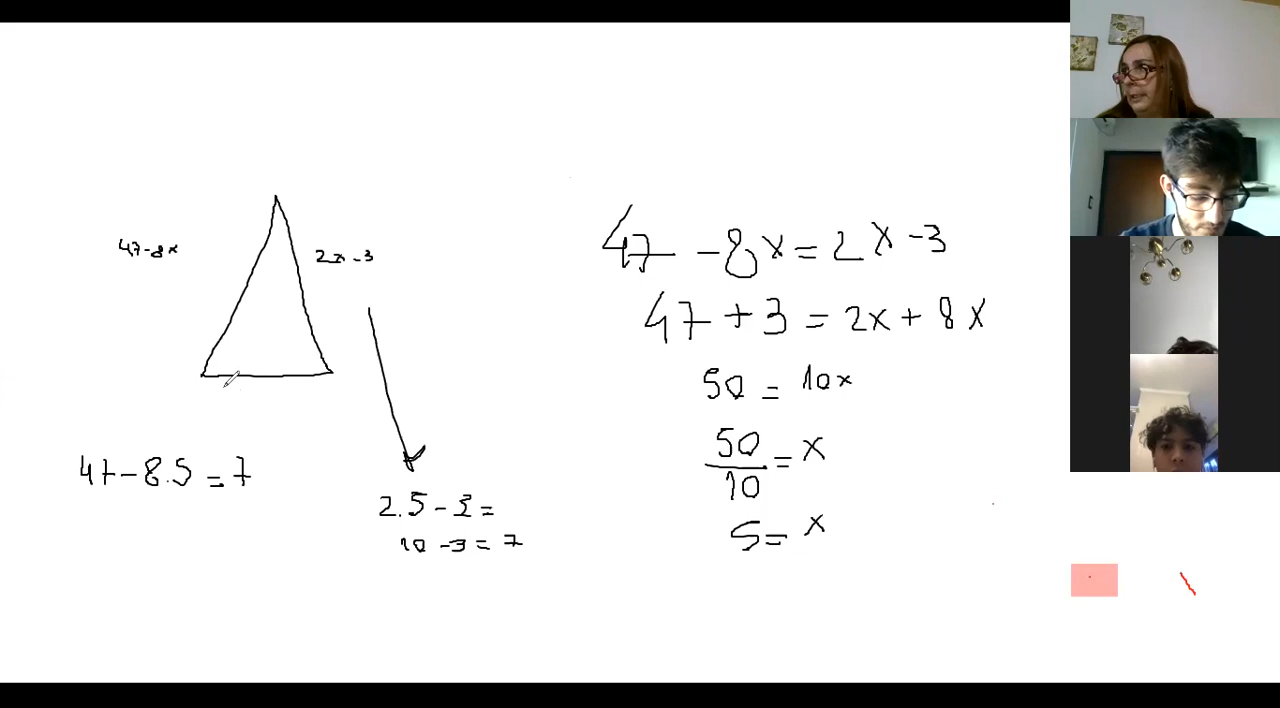 47-8x
2x-3
47-8.5=7
2.5-3=
10-3=7
47-8x=2x-3
47+3=2x+8x
50=10x
50/10=x
5=x